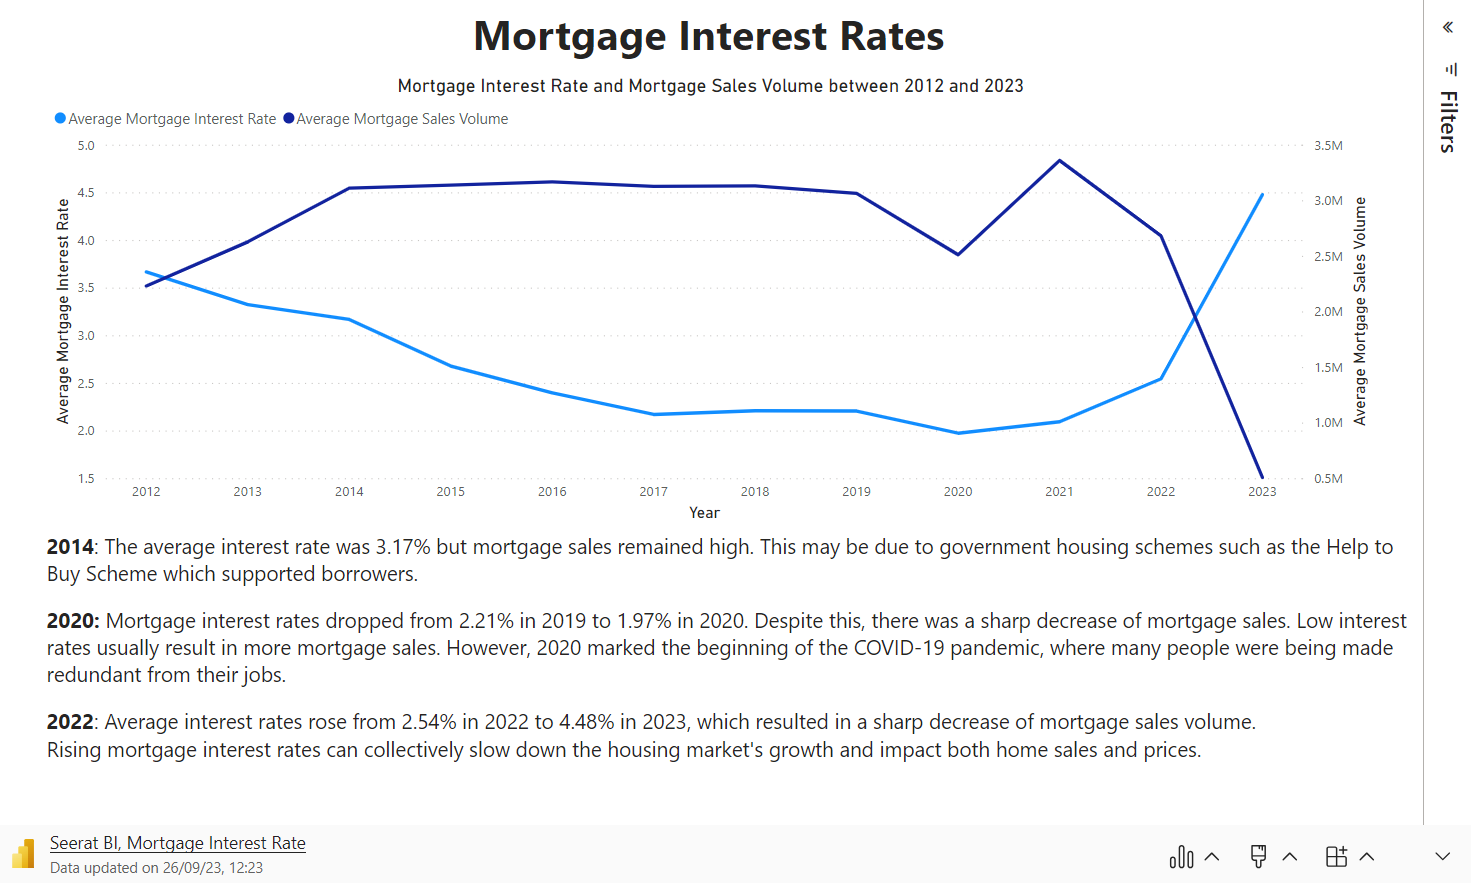 Mortgage Interest Rates
Mortgage Interest Rate and Mortgage Sales Volume between 2012 and 2023
Average Mortgage Interest Rate Average Mortgage Sales Volume
Average Mortgage Interest Rate
5.0
4.5
4.0
3.5
3.0
2.5
2.0
1.5
3.5M
3.0M
2.5M
2.0M
1.5M
1.0M
0.5M
Average Mortgage Sales Volume
2012 2013 2014 2015 2016 2017 2018 2019 2020 2021 2022 2023
Year
2014: The average interest rate was 3.17% but mortgage sales remained high. This may be due to government housing schemes such as the Help to
Buy Scheme which supported borrowers.
2020: Mortgage interest rates dropped from 2.21% in 2019 to 1.97% in 2020. Despite this, there was a sharp decrease of mortgage sales. Low interest
rates usually result in more mortgage sales. However, 2020 marked the beginning of the COVID-19 pandemic, where many people were being made
redundant from their jobs.
2022: Average interest rates rose from 2.54% in 2022 to 4.48% in 2023, which resulted in a sharp decrease of mortgage sales volume.
Rising mortgage interest rates can collectively slow down the housing market's growth and impact both home sales and prices.
Filters
Seerat BI, Mortgage Interest Rate
Data updated on 26/09/23, 12:23